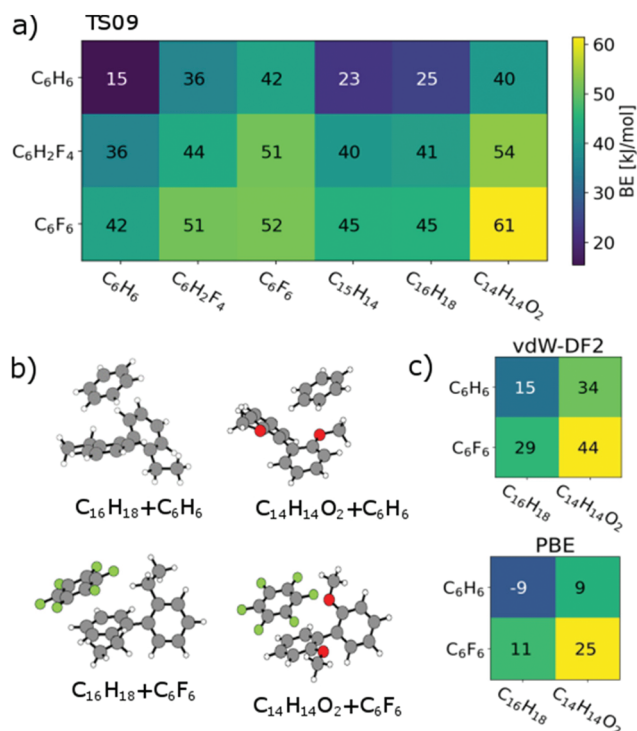 a)
TS09
C₆H₆ 15 36 42 23 25 40
C₆H₂F₄ 36 44 51 40 41 54
C₆F₆ 42 51 52 45 45 61
C₆H₆ C₆H₂F₄ C₆F₆ C₁₅H₁₄ C₁₆H₁₈ C₁₄H₁₄O₂
60
50
40
30
20
BE [kJ/mol]
b)
C₁₆H₁₈+C₆H₆
C₁₄H₁₄O₂+C₆H₆
C₁₆H₁₈+C₆F₆
C₁₄H₁₄O₂+C₆F₆
c)
vdW-DF2
C₆H₆ 15 34
C₆F₆ 29 44
C₁₆H₁₈ C₁₄H₁₄O₂
PBE
C₆H₆ -9 9
C₆F₆ 11 25
C₁₆H₁₈ C₁₄H₁₄O₂